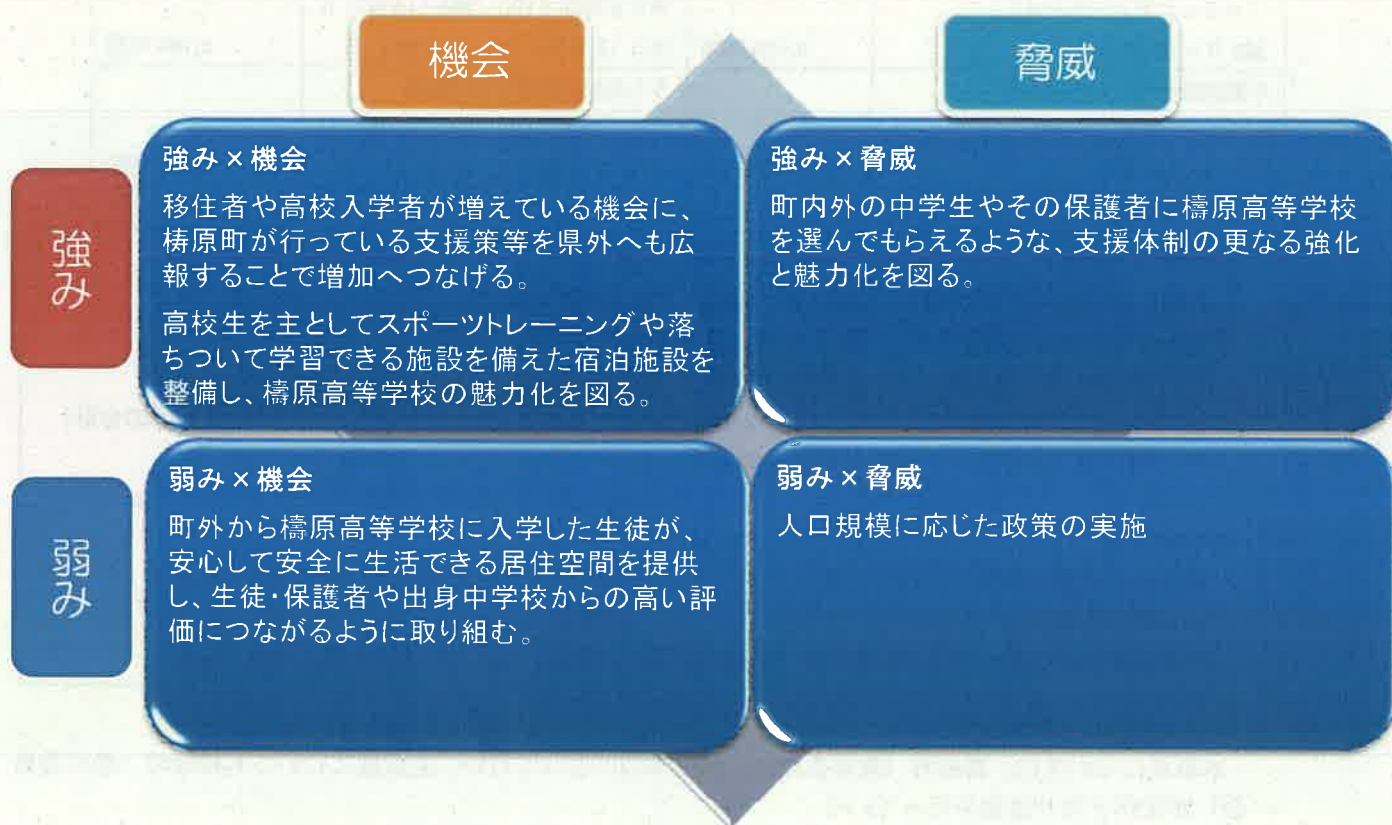 機会
脅威
強み
強み×機会
移住者や高校入学者が増えている機会に、
梼原町が行っている支援策等を県外へも広
報することで増加へつなげる。
高校生を主としてスポーツトレーニングや落
ちついて学習できる施設を備えた宿泊施設を
整備し、檮原高等学校の魅力化を図る。
強み×脅威
町内外の中学生やその保護者に檮原高等学校
を選んでもらえるような、支援体制の更なる強化
と魅力化を図る。
弱み
弱み×機会
町外から檮原高等学校に入学した生徒が、
安心して安全に生活できる居住空間を提供
し、生徒・保護者や出身中学校からの高い評
価につながるように取り組む。
弱み×脅威
人口規模に応じた政策の実施